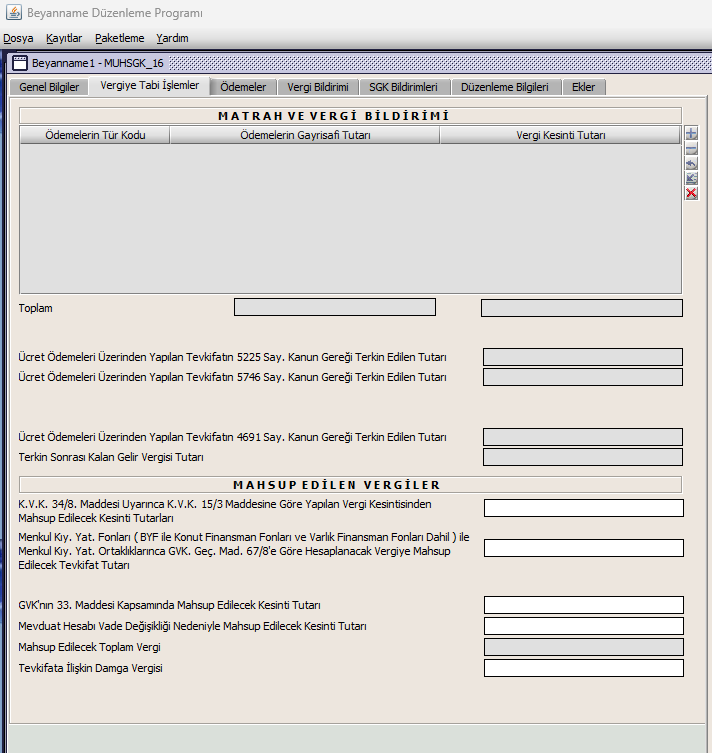 Beyanname Düzenleme Programı
Dosya Kayıtlar Paketleme Yardım
Beyanname1 - MUHSGK_16
Genel Bilgiler Vergiye Tabi İşlemler Ödemeler Vergi Bildirimi SGK Bildirimleri Düzenleme Bilgileri Ekler
MATRAH VE VERGİ BİLDİRİMİ
Ödemelerin Tür Kodu Ödemelerin Gayrisafi Tutarı Vergi Kesinti Tutarı
Toplam
Ücret Ödemeleri Üzerinden Yapılan Tevkifatın 5225 Say. Kanun Gereği Terkin Edilen Tutarı
Ücret Ödemeleri Üzerinden Yapılan Tevkifatın 5746 Say. Kanun Gereği Terkin Edilen Tutarı
Ücret Ödemeleri Üzerinden Yapılan Tevkifatın 4691 Say. Kanun Gereği Terkin Edilen Tutarı
Terkin Sonrası Kalan Gelir Vergisi Tutarı
MAHSUP EDİLEN VERGİLER
K.V.K. 34/8. Maddesi Uyarınca K.V.K. 15/3 Maddesine Göre Yapılan Vergi Kesintisinden
Mahsup Edilecek Kesinti Tutarları
Menkul Kıy. Yat. Fonları ( BYF ile Konut Finansman Fonları ve Varlık Finansman Fonları Dahil ) ile
Menkul Kıy. Yat. Ortaklıklarınca GVK. Geç. Mad. 67/8'e Göre Hesaplanacak Vergiye Mahsup
Edilecek Tevkifat Tutarı
GVK'nın 33. Maddesi Kapsamında Mahsup Edilecek Kesinti Tutarı
Mevduat Hesabı Vade Değişikliği Nedeniyle Mahsup Edilecek Kesinti Tutarı
Mahsup Edilecek Toplam Vergi
Tevkifata İlişkin Damga Vergisi